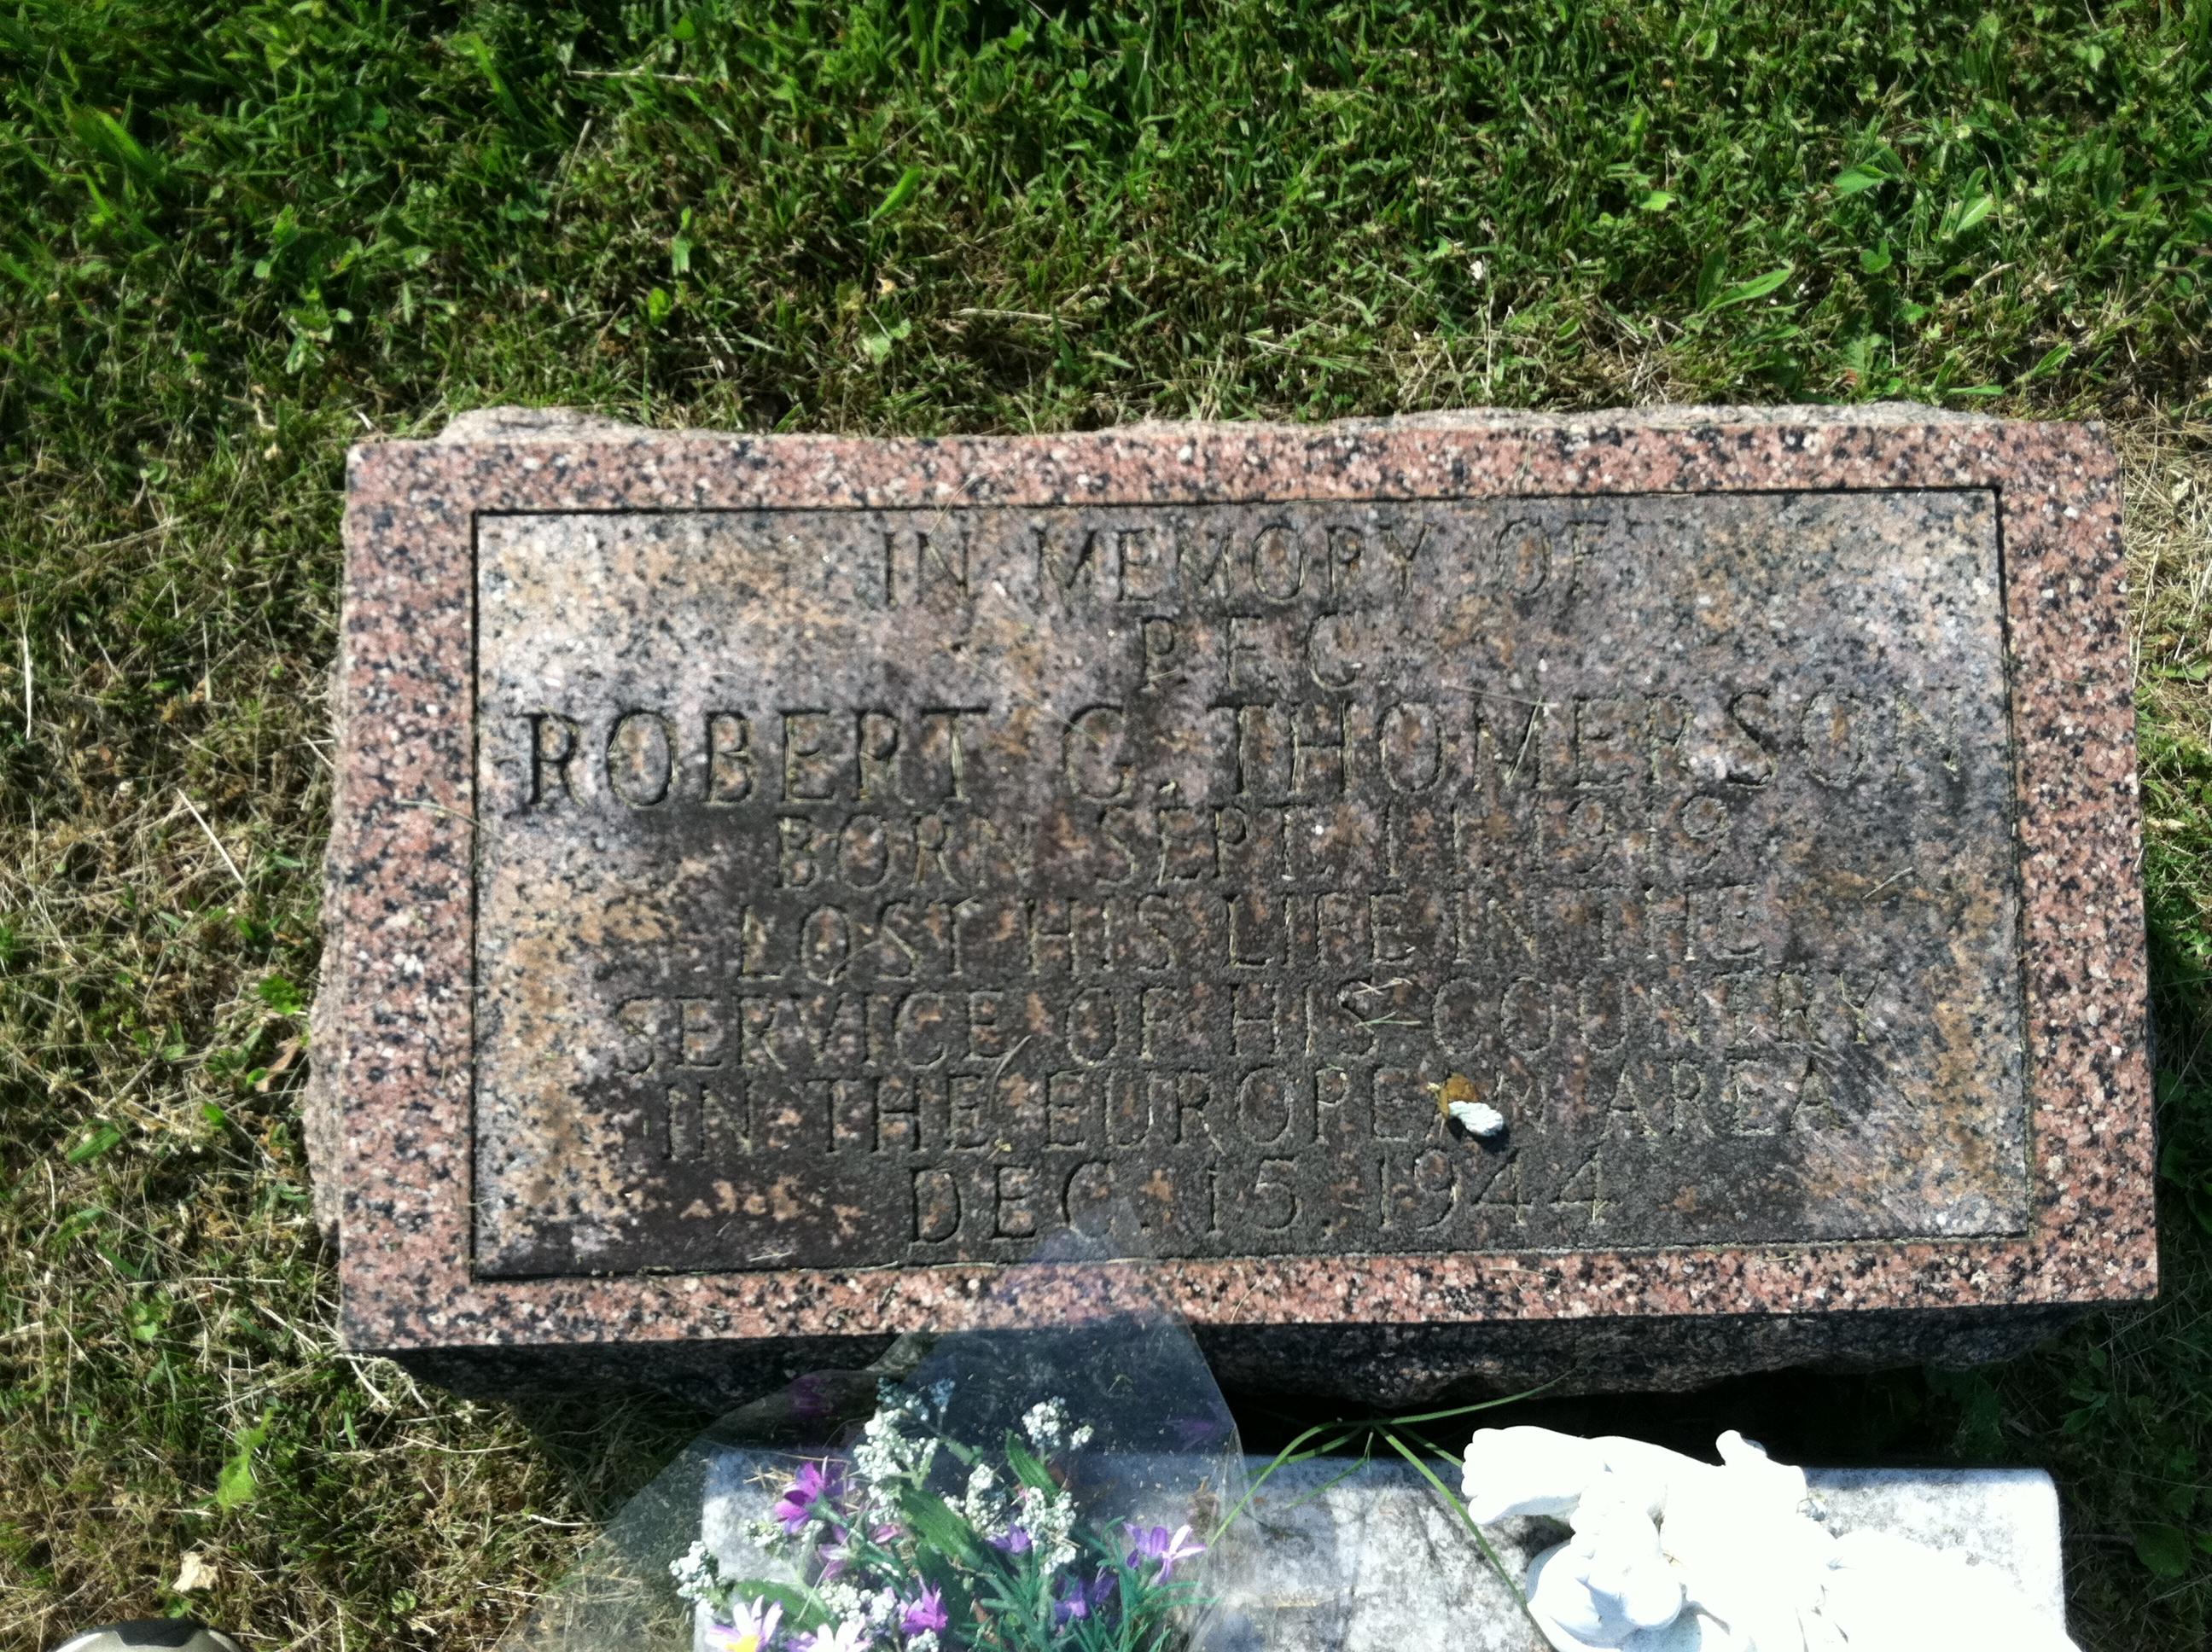 IN MEMORY OF
P.F.C.
ROBERT G. THOMERSON
BORN SEPT. 11, 1919
LOST HIS LIFE IN THE
SERVICE OF HIS COUNTRY
IN THE EUROPEAN AREA
DEC. 15, 1944